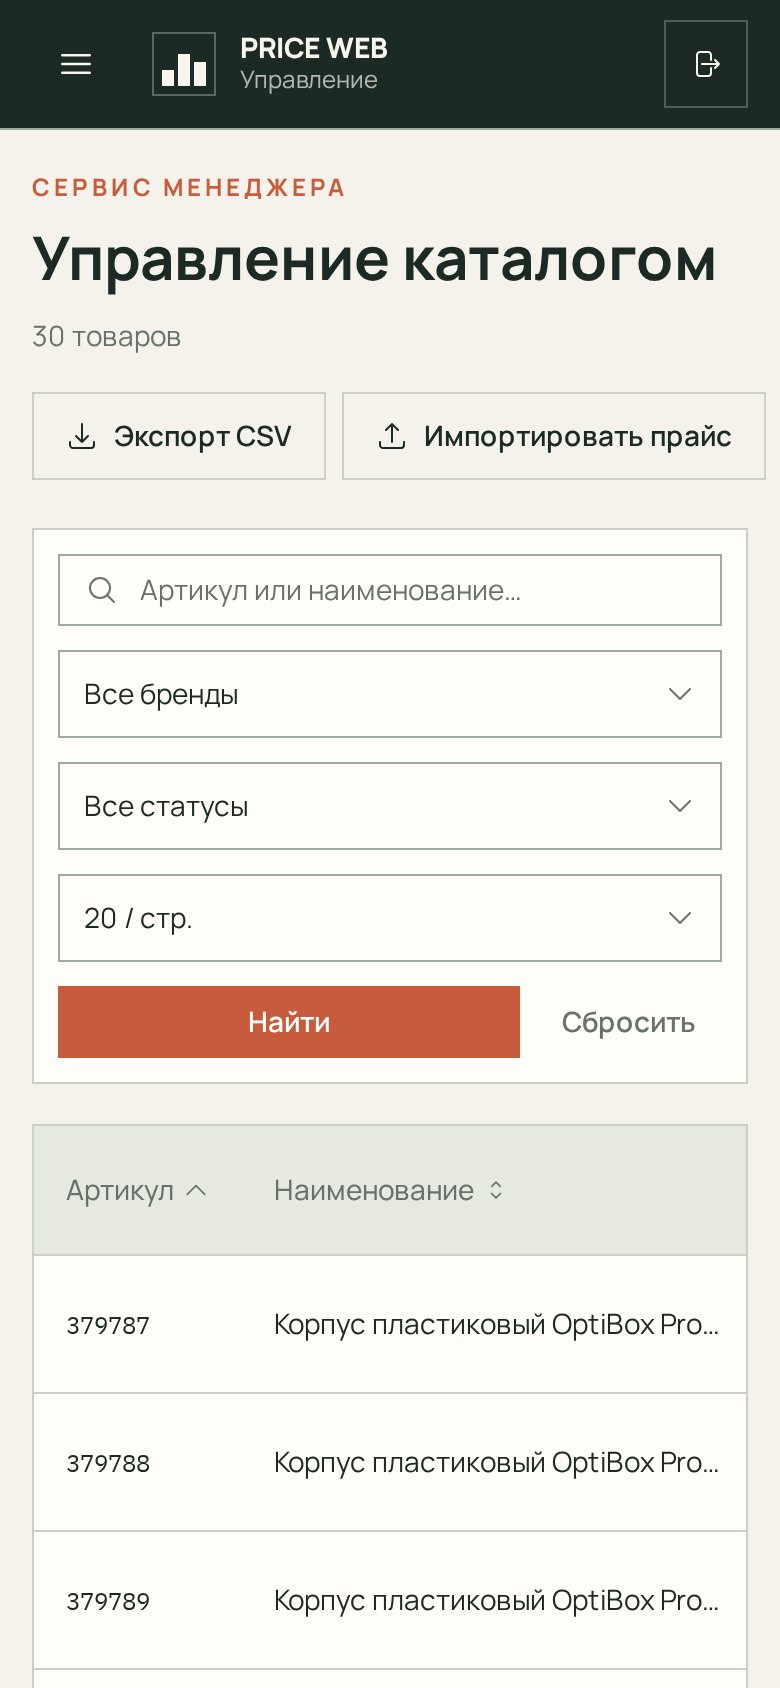 PRICE WEB
Управление
СЕРВИС МЕНЕДЖЕРА
Управление каталогом
30 товаров
Экспорт CSV
Импортировать прайс
Артикул или наименование...
Все бренды
Все статусы
20 / стр.
Найти
Сбросить
Артикул
Наименование
379787
Корпус пластиковый OptiBox Pro...
379788
Корпус пластиковый OptiBox Pro...
379789
Корпус пластиковый OptiBox Pro...